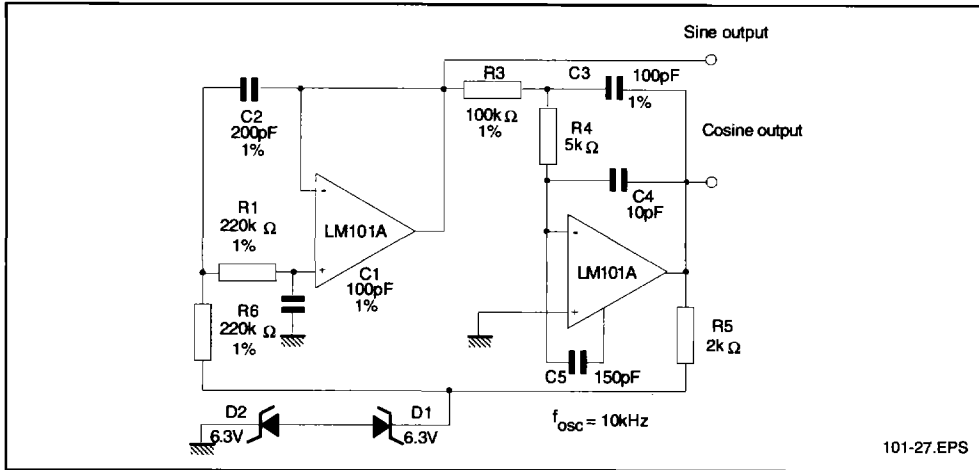 Sine output
R3
C3
100pF
1%
C2
200pF
1%
100kΩ
1%
R4
5kΩ
Cosine output
C4
10pF
R1
220kΩ
1%
-
LM101A
+
C1
100pF
1%
-
LM101A
+
R6
220kΩ
1%
R5
2kΩ
C5
150pF
D2
6.3V
D1
6.3V
fosc = 10kHz
101-27.EPS